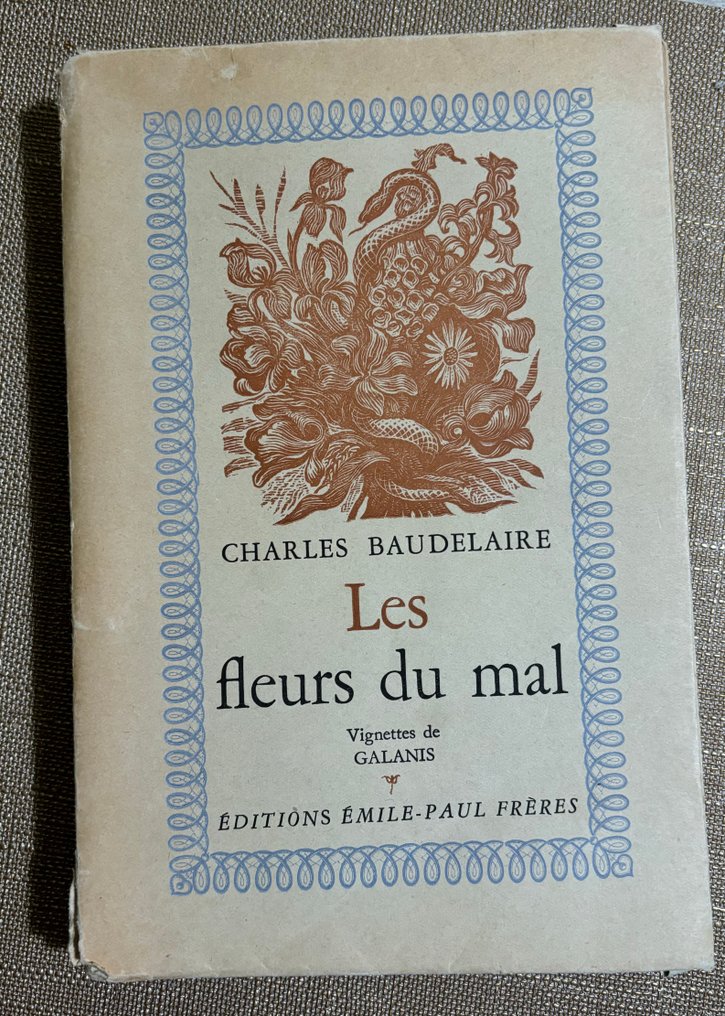 CHARLES BAUDELAIRE
Les
fleurs du mal
Vignettes de
GALANIS
ÉDITIONS ÉMILE-PAUL FRÈRES